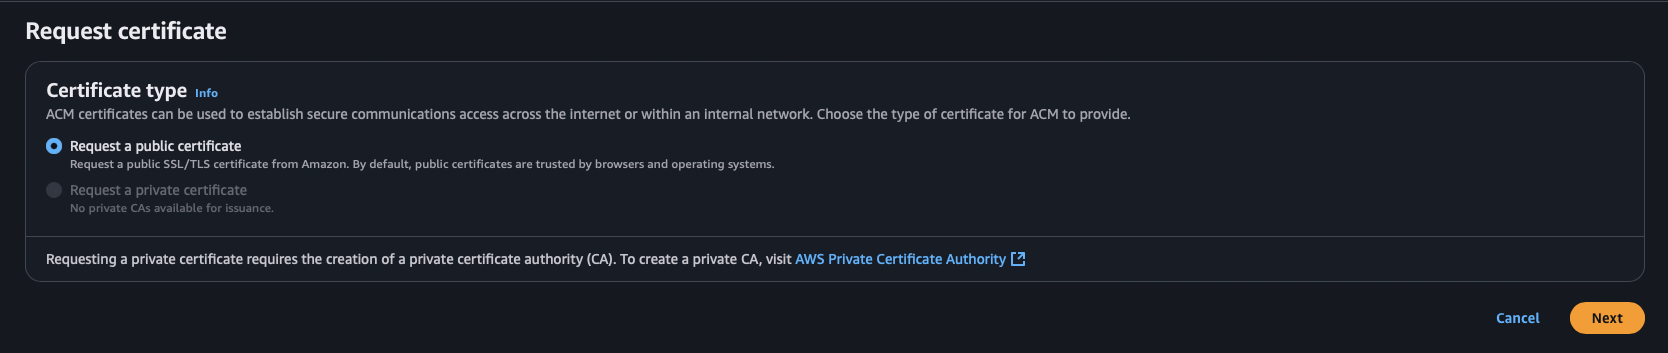 Request certificate
Certificate type Info
ACM certificates can be used to establish secure communications access across the internet or within an internal network. Choose the type of certificate for ACM to provide.
Request a public certificate
Request a public SSL/TLS certificate from Amazon. By default, public certificates are trusted by browsers and operating systems.
Request a private certificate
No private CAs available for issuance.
Requesting a private certificate requires the creation of a private certificate authority (CA). To create a private CA, visit AWS Private Certificate Authority
Cancel Next